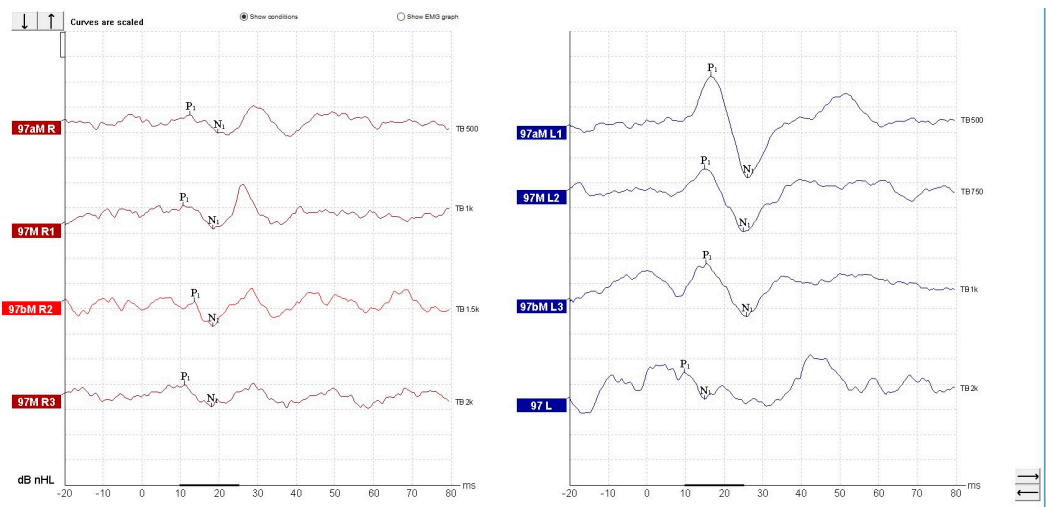 ↓ ↑ Curves are scaled
Show conditions
Show EMG graph
P1
N1
97aM R
TB 500
P1
N1
97M R1
TB 1k
P1
N1
97bM R2
TB 1.5k
P1
N1
97M R3
TB 2k
dB nHL
-20 -10 0 10 20 30 40 50 60 70 80 ms
P1
N1
97aM L1
TB500
P1
N1
97M L2
TB750
P1
N1
97bM L3
TB1k
P1
N1
97 L
TB2k
-20 -10 0 10 20 30 40 50 60 70 80 ms
→
←